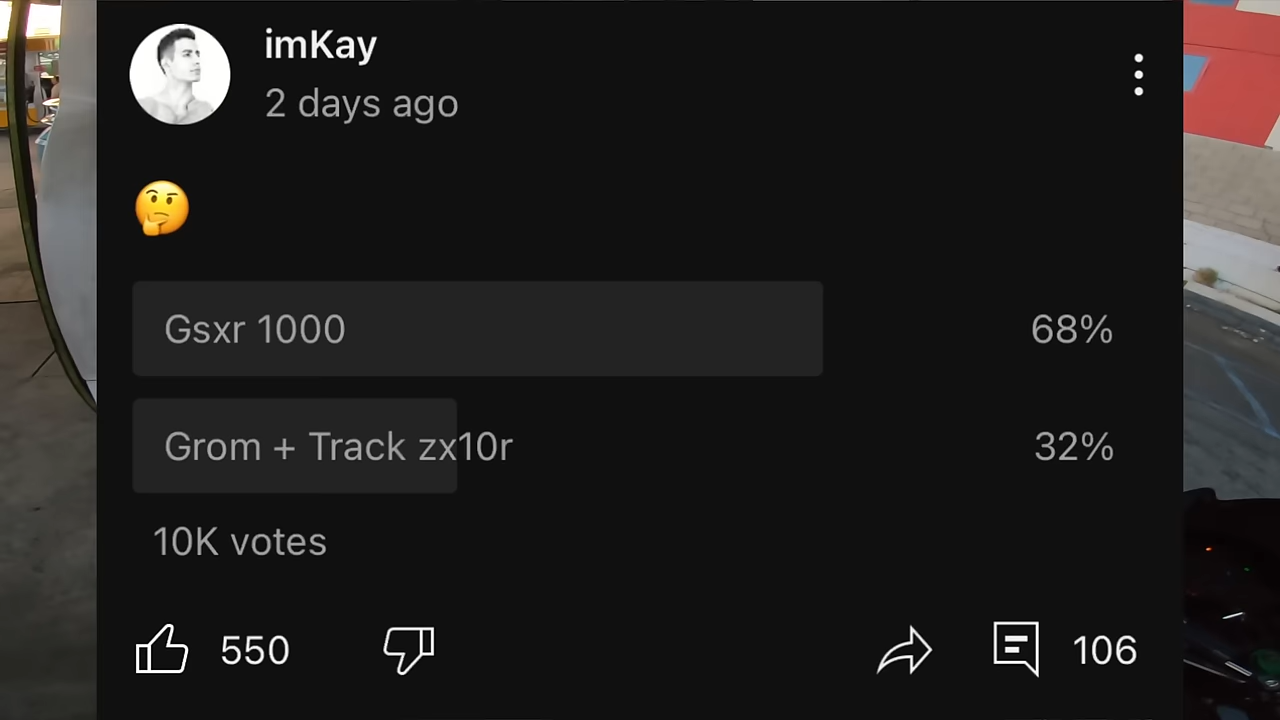 imKay
2 days ago
🤔
Gsxr 1000 68%
Grom + Track zx10r 32%
10K votes
550 106